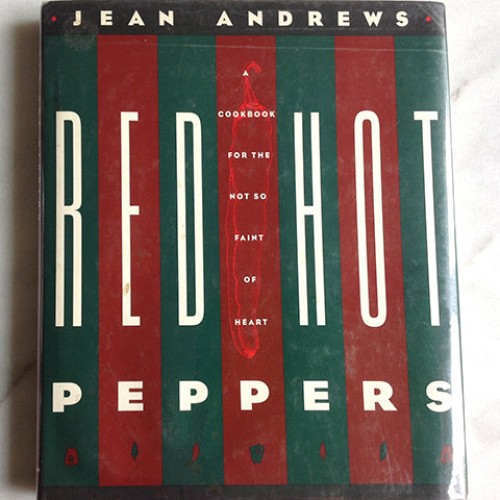 · JEAN ANDREWS ·
A
COOKBOOK
FOR THE
NOT SO
FAINT
OF
HEART
RED HOT
PEPPERS